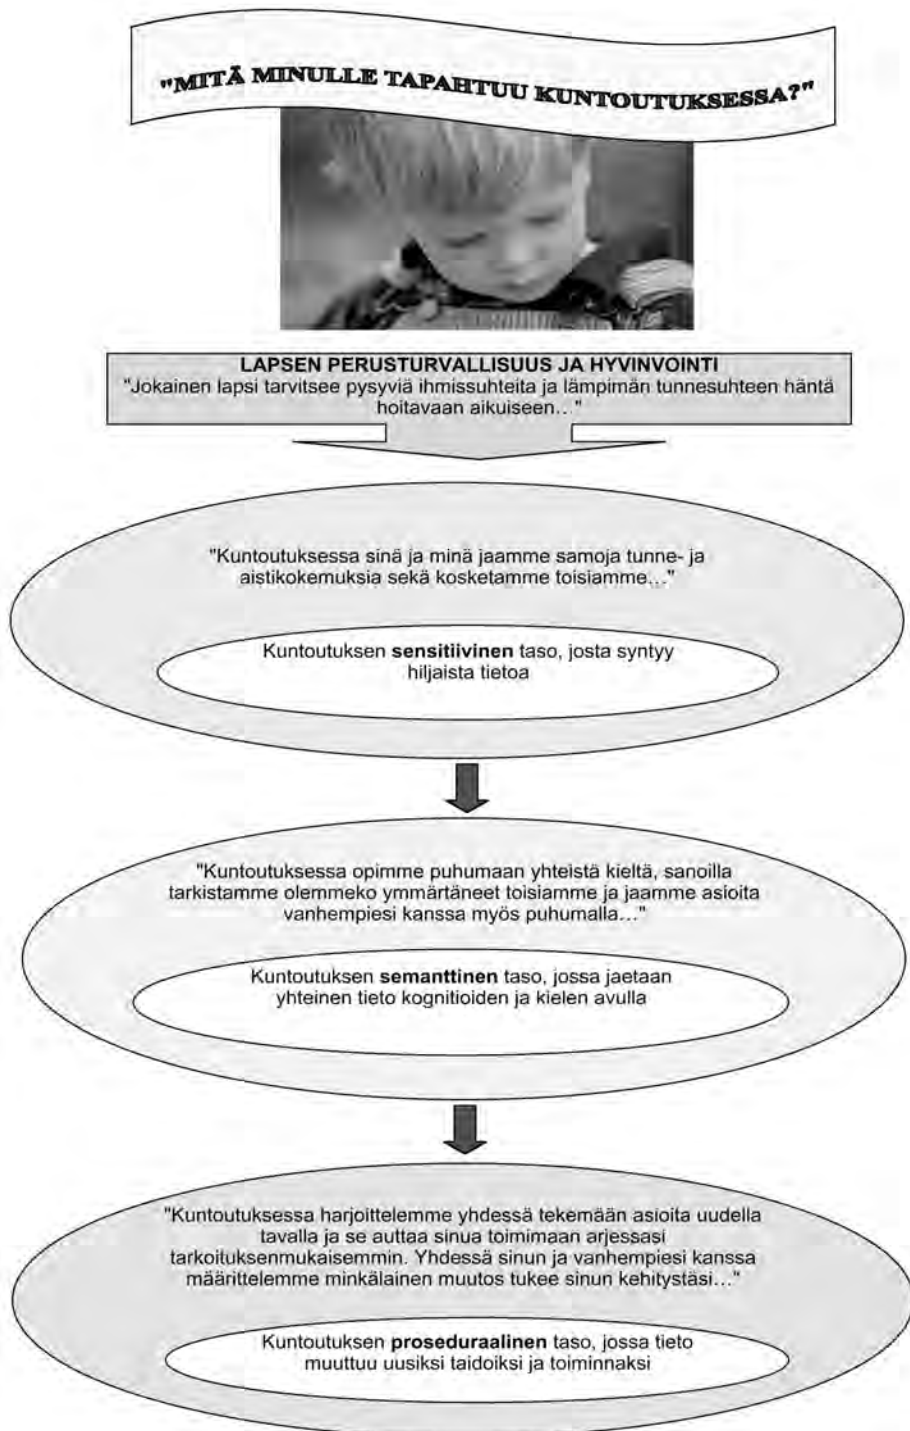 "MITÄ MINULLE TAPAHTUU KUNTOUTUKSESSA?"
LAPSEN PERUSTURVALLISUUS JA HYVINVOINTI
"Jokainen lapsi tarvitsee pysyviä ihmissuhteita ja lämpimän tunnesuhteen häntä
hoitavaan aikuiseen…"
"Kuntoutuksessa sinä ja minä jaamme samoja tunne- ja
aistikokemuksia sekä kosketamme toisiamme…"
Kuntoutuksen sensitiivinen taso, josta syntyy
hiljaista tietoa
"Kuntoutuksessa opimme puhumaan yhteistä kieltä, sanoilla
tarkistamme olemmeko ymmärtäneet toisiamme ja jaamme asioita
vanhempiesi kanssa myös puhumalla…"
Kuntoutuksen semanttinen taso, jossa jaetaan
yhteinen tieto kognitioiden ja kielen avulla
"Kuntoutuksessa harjoittelemme yhdessä tekemään asioita uudella
tavalla ja se auttaa sinua toimimaan arjessasi
tarkoituksenmukaisemmin. Yhdessä sinun ja vanhempiesi kanssa
määrittelemme minkälainen muutos tukee sinun kehitystäsi…"
Kuntoutuksen proseduraalinen taso, jossa tieto
muuttuu uusiksi taidoiksi ja toiminnaksi